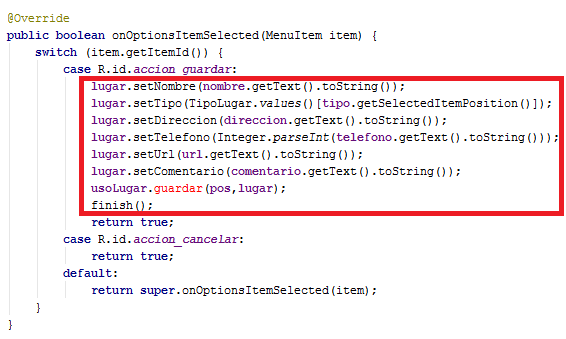 @Override
public boolean onOptionsItemSelected(MenuItem item) {
switch (item.getItemId()) {
case R.id.accion_guardar:
lugar.setNombre(nombre.getText().toString());
lugar.setTipo(TipoLugar.values()[tipo.getSelectedItemPosition()]);
lugar.setDireccion(direccion.getText().toString());
lugar.setTelefono(Integer.parseInt(telefono.getText().toString()));
lugar.setUrl(url.getText().toString());
lugar.setComentario(comentario.getText().toString());
usoLugar.guardar(pos,lugar);
finish();
return true;
case R.id.accion_cancelar:
return true;
default:
return super.onOptionsItemSelected(item);
}
}